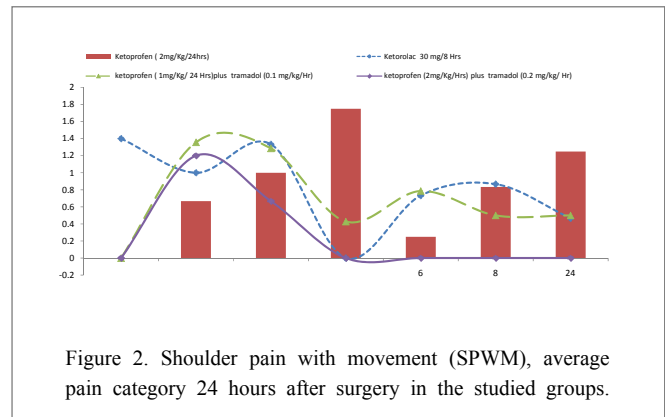 Ketoprofen ( 2mg/Kg/24hrs) Ketorolac 30 mg/8 Hrs
ketoprofen ( 1mg/Kg/ 24 Hrs)plus tramadol (0.1 mg/kg/Hr) ketoprofen (2mg/Kg/Hrs) plus tramadol (0.2 mg/kg/ Hr)
2
1.8
1.6
1.4
1.2
1
0.8
0.6
0.4
0.2
0
-0.2
6 8 24
Figure 2. Shoulder pain with movement (SPWM), average
pain category 24 hours after surgery in the studied groups.